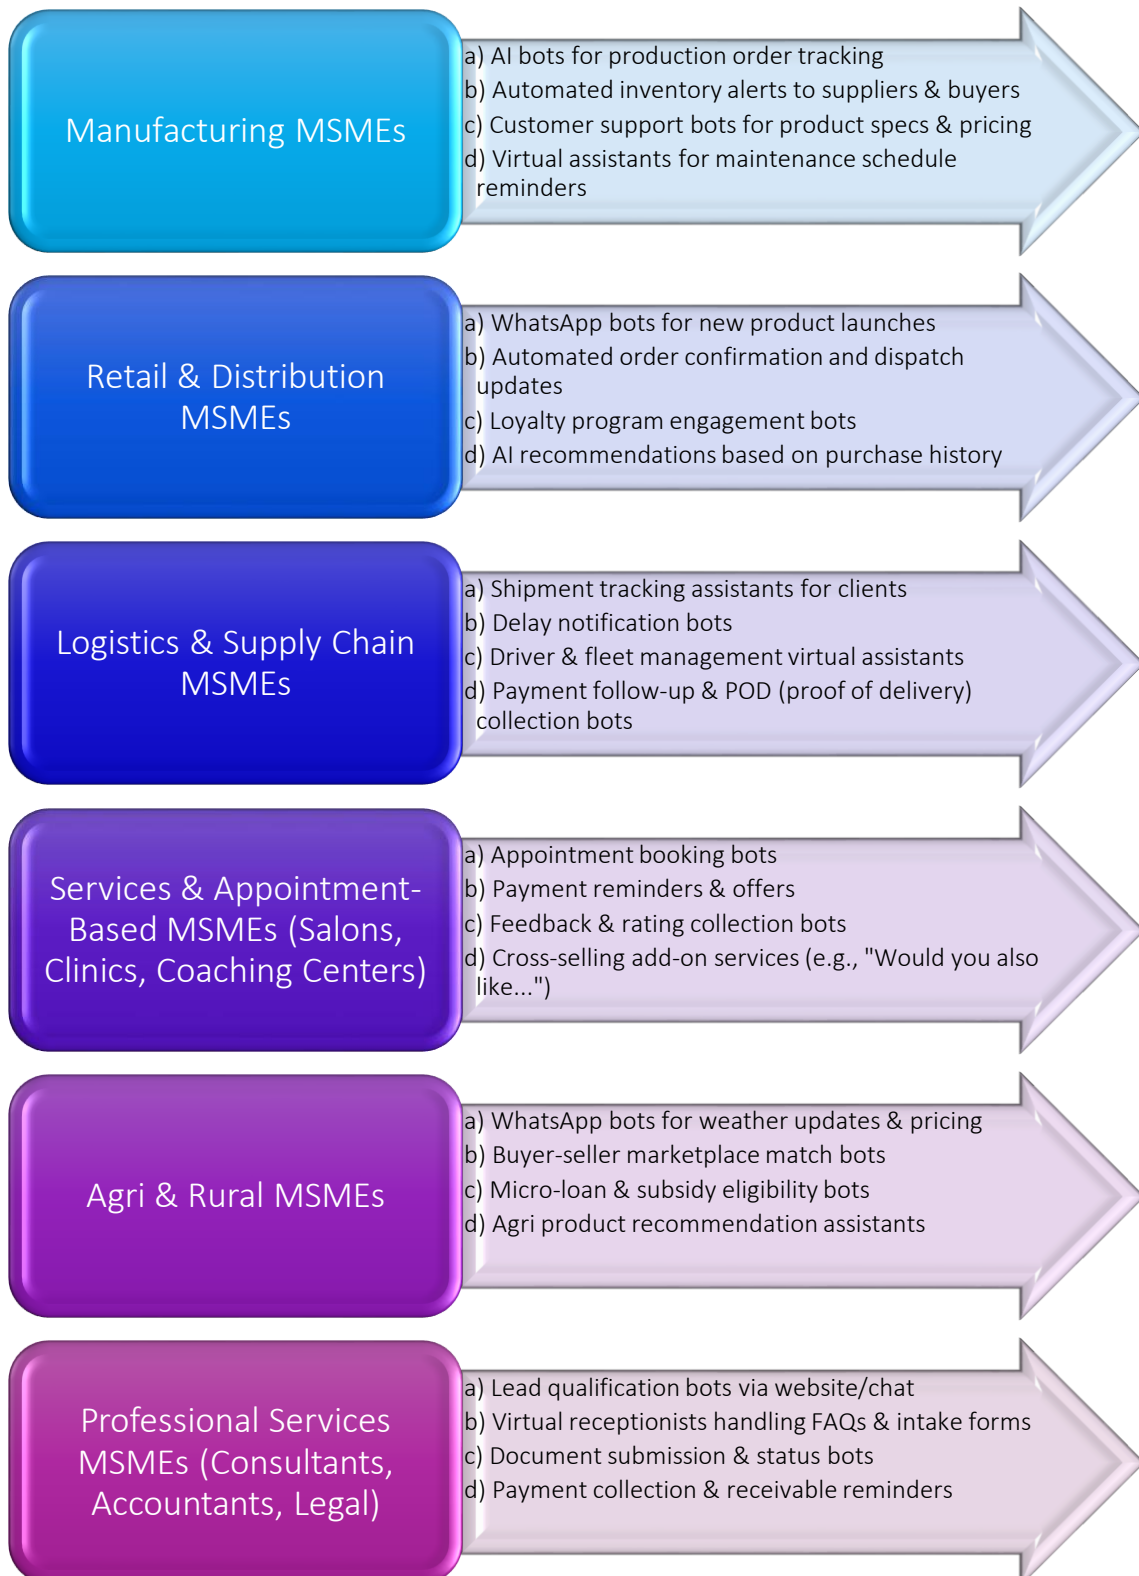 Manufacturing MSMEs
a) AI bots for production order tracking
b) Automated inventory alerts to suppliers & buyers
c) Customer support bots for product specs & pricing
d) Virtual assistants for maintenance schedule
reminders
Retail & Distribution
MSMEs
a) WhatsApp bots for new product launches
b) Automated order confirmation and dispatch
updates
c) Loyalty program engagement bots
d) AI recommendations based on purchase history
Logistics & Supply Chain
MSMEs
a) Shipment tracking assistants for clients
b) Delay notification bots
c) Driver & fleet management virtual assistants
d) Payment follow-up & POD (proof of delivery)
collection bots
Services & Appointment-
Based MSMEs (Salons,
Clinics, Coaching Centers)
a) Appointment booking bots
b) Payment reminders & offers
c) Feedback & rating collection bots
d) Cross-selling add-on services (e.g., "Would you also
like...")
Agri & Rural MSMEs
a) WhatsApp bots for weather updates & pricing
b) Buyer-seller marketplace match bots
c) Micro-loan & subsidy eligibility bots
d) Agri product recommendation assistants
Professional Services
MSMEs (Consultants,
Accountants, Legal)
a) Lead qualification bots via website/chat
b) Virtual receptionists handling FAQs & intake forms
c) Document submission & status bots
d) Payment collection & receivable reminders